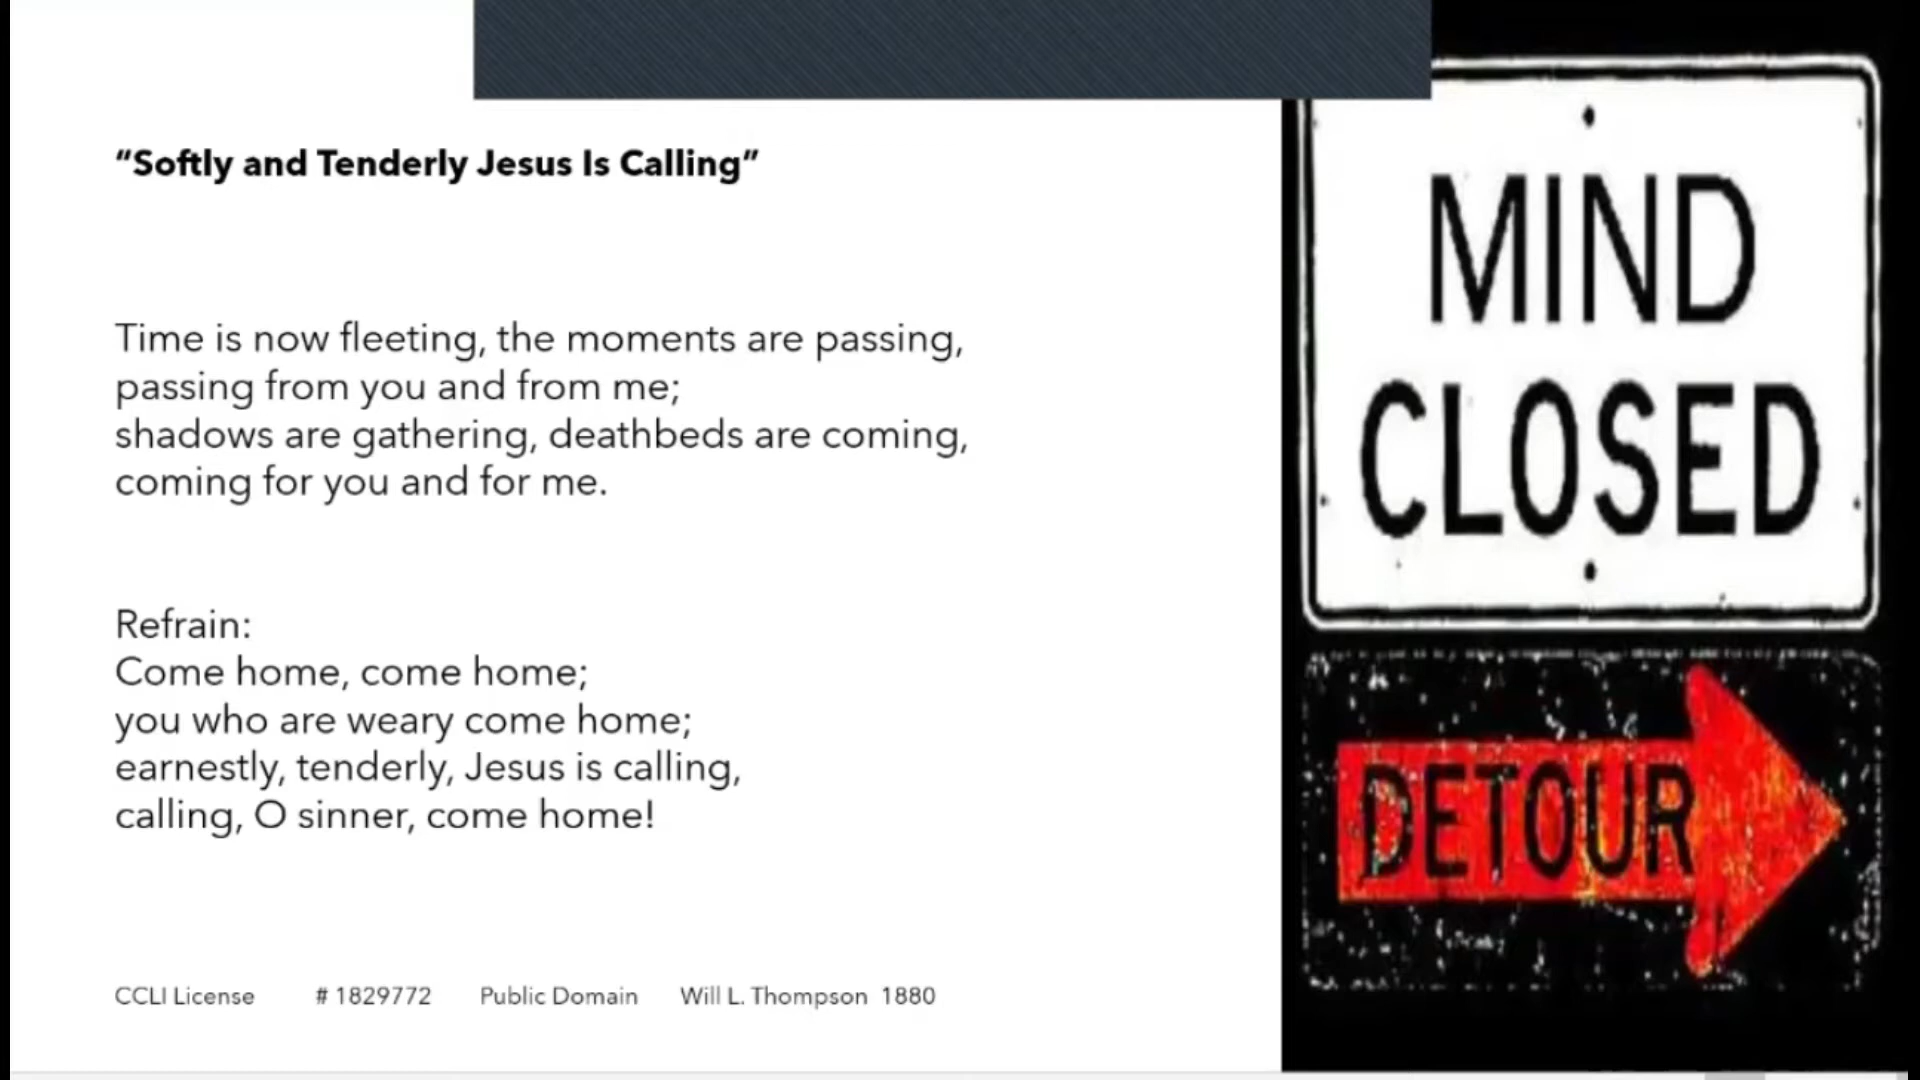 “Softly and Tenderly Jesus Is Calling”
Time is now fleeting, the moments are passing,
passing from you and from me;
shadows are gathering, deathbeds are coming,
coming for you and for me.
Refrain:
Come home, come home;
you who are weary come home;
earnestly, tenderly, Jesus is calling,
calling, O sinner, come home!
CCLI License # 1829772 Public Domain Will L. Thompson 1880
MIND
CLOSED
DETOUR